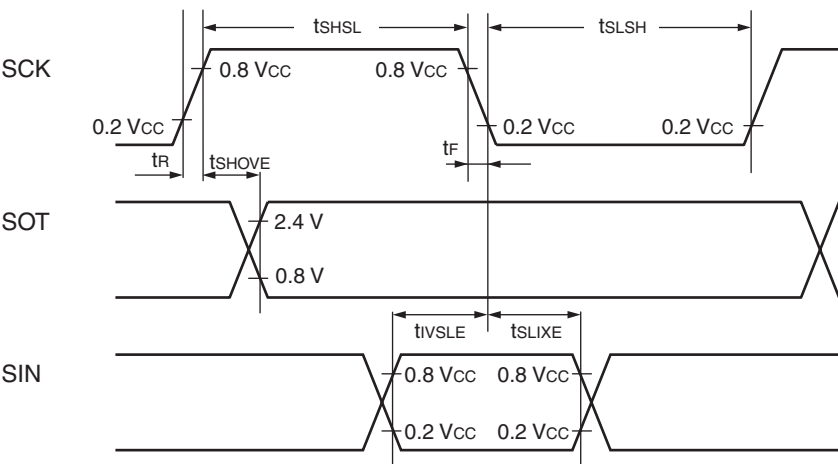 tSHSL tSLSH
SCK 0.8 VCC 0.8 VCC
0.2 VCC 0.2 VCC 0.2 VCC
tR tSHOVE tF
SOT 2.4 V
0.8 V
tIVSLE tSLIXE
SIN 0.8 VCC 0.8 VCC
0.2 VCC 0.2 VCC